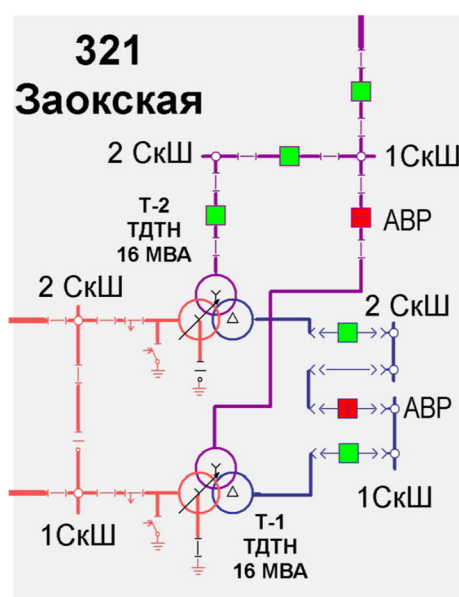 321
Заокская
2 СкШ
1СкШ
Т-2
ТДТН
16 МВА
АВР
2 СкШ
2 СкШ
АВР
1СкШ
1СкШ
Т-1
ТДТН
16 МВА